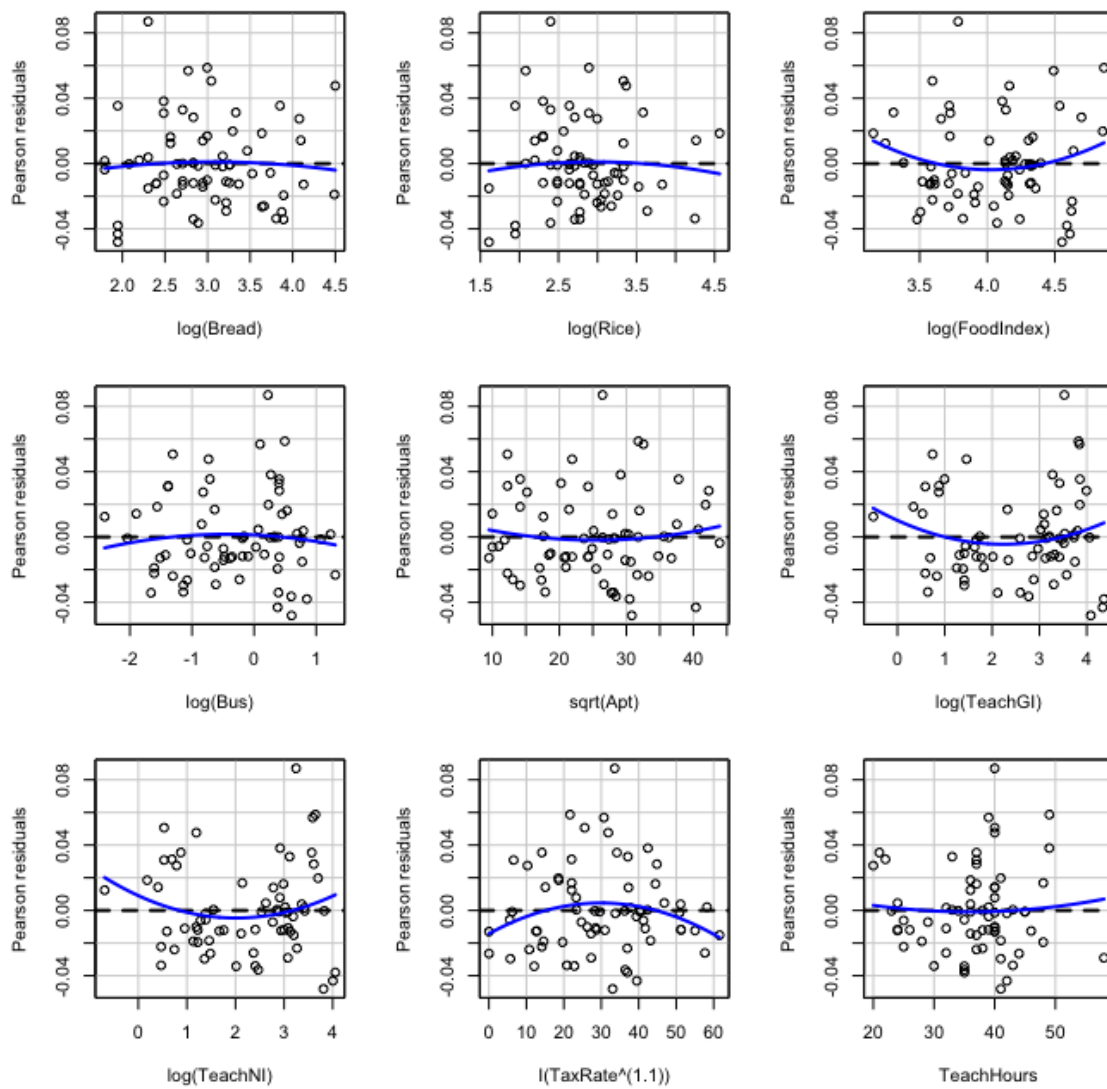 Pearson residuals
-0.04 0.00 0.04 0.08
2.0 2.5 3.0 3.5 4.0 4.5
log(Bread)
Pearson residuals
-0.04 0.00 0.04 0.08
1.5 2.5 3.5 4.5
log(Rice)
Pearson residuals
-0.04 0.00 0.04 0.08
3.5 4.0 4.5
log(FoodIndex)
Pearson residuals
-0.04 0.00 0.04 0.08
-2 -1 0 1
log(Bus)
Pearson residuals
-0.04 0.00 0.04 0.08
10 20 30 40
sqrt(Apt)
Pearson residuals
-0.04 0.00 0.04 0.08
0 1 2 3 4
log(TeachGI)
Pearson residuals
-0.04 0.00 0.04 0.08
0 1 2 3 4
log(TeachNI)
Pearson residuals
-0.04 0.00 0.04 0.08
0 10 20 30 40 50 60
I(TaxRate^(1.1))
Pearson residuals
-0.04 0.00 0.04 0.08
20 30 40 50
TeachHours